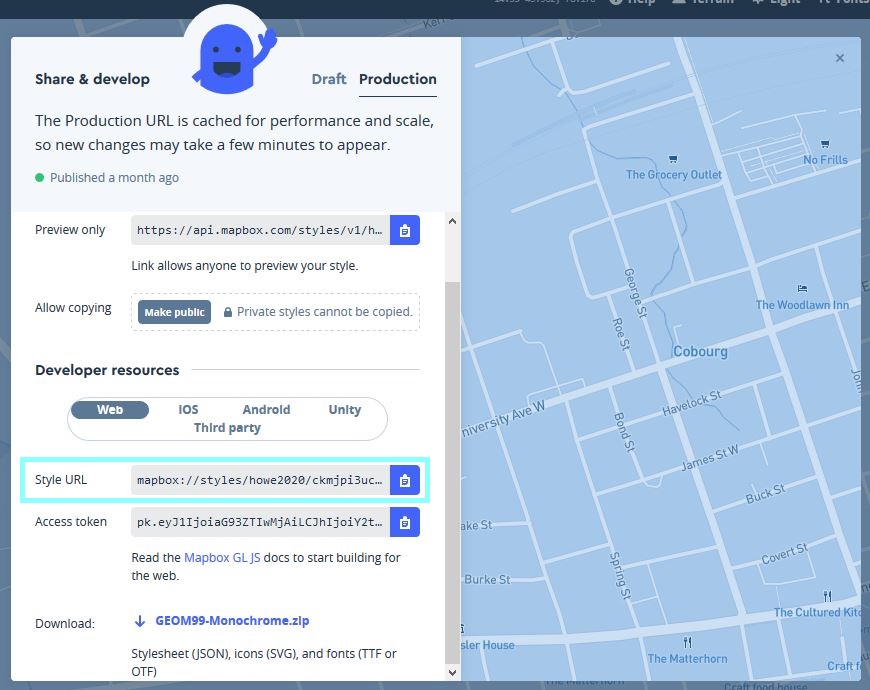 Help
Terrain
Light
Fonts
Share & develop
Draft
Production
The Production URL is cached for performance and scale,
so new changes may take a few minutes to appear.
Published a month ago
Preview only
https://api.mapbox.com/styles/v1/h…
Link allows anyone to preview your style.
Allow copying
Make public
Private styles cannot be copied.
Developer resources
Web
IOS
Android
Unity
Third party
Style URL
mapbox://styles/howe2020/ckmjpi3uc…
Access token
pk.eyJ1IjoiaG93ZTIwMjAiLCJhIjoiY2t…
Read the Mapbox GL JS docs to start building for
the web.
Download:
GEOM99-Monochrome.zip
Stylesheet (JSON), icons (SVG), and fonts (TTF or
OTF)
No Frills
The Grocery Outlet
George St
The Woodlawn Inn
Roe St
Cobourg
Havelock St
niversity Ave W
Bond St
James St W
Buck St
ake St
Covert St
Spring St
Burke St
The Cultured Kitc
sler House
The Matterhorn
Craft f
Craft food house